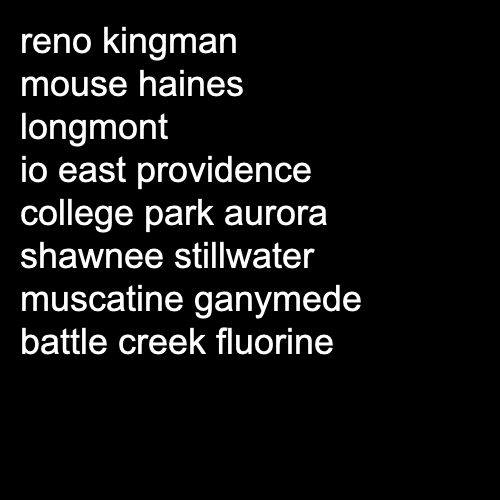 reno kingman
mouse haines
longmont
io east providence
college park aurora
shawnee stillwater
muscatine ganymede
battle creek fluorine